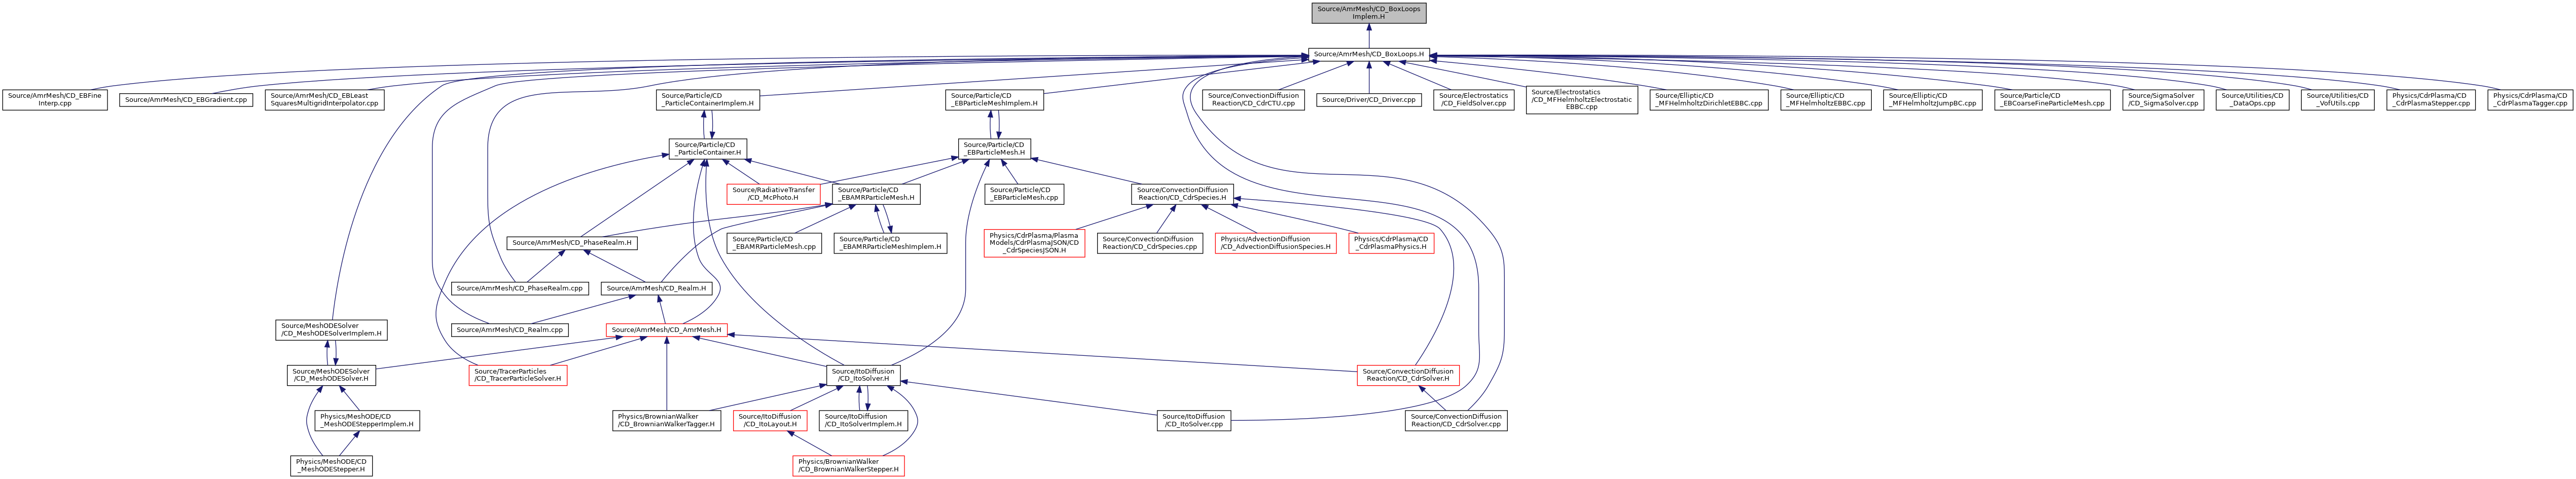 Source/AmrMesh/CD_BoxLoops
Implem.H
Source/AmrMesh/CD_BoxLoops.H
Source/AmrMesh/CD_EBFine
Interp.cpp
Source/AmrMesh/CD_EBGradient.cpp
Source/AmrMesh/CD_EBLeast
SquaresMultigridInterpolator.cpp
Source/Particle/CD
_ParticleContainerImplem.H
Source/Particle/CD
_EBParticleMeshImplem.H
Source/ConvectionDiffusion
Reaction/CD_CdrCTU.cpp
Source/Driver/CD_Driver.cpp
Source/Electrostatics
/CD_FieldSolver.cpp
Source/Electrostatics
/CD_MFHelmholtzElectrostatic
EBBC.cpp
Source/Elliptic/CD
_MFHelmholtzDirichletEBBC.cpp
Source/Elliptic/CD
_MFHelmholtzEBBC.cpp
Source/Elliptic/CD
_MFHelmholtzJumpBC.cpp
Source/Particle/CD
_EBCoarseFineParticleMesh.cpp
Source/SigmaSolver
/CD_SigmaSolver.cpp
Source/Utilities/CD
_DataOps.cpp
Source/Utilities/CD
_VofUtils.cpp
Physics/CdrPlasma/CD
_CdrPlasmaStepper.cpp
Physics/CdrPlasma/CD
_CdrPlasmaTagger.cpp
Source/Particle/CD
_ParticleContainer.H
Source/Particle/CD
_EBParticleMesh.H
Source/RadiativeTransfer
/CD_McPhoto.H
Source/Particle/CD
_EBAMRParticleMesh.H
Source/Particle/CD
_EBParticleMesh.cpp
Source/ConvectionDiffusion
Reaction/CD_CdrSpecies.H
Source/AmrMesh/CD_PhaseRealm.H
Source/Particle/CD
_EBAMRParticleMesh.cpp
Source/Particle/CD
_EBAMRParticleMeshImplem.H
Physics/CdrPlasma/Plasma
Models/CdrPlasmaJSON/CD
_CdrSpeciesJSON.H
Source/ConvectionDiffusion
Reaction/CD_CdrSpecies.cpp
Physics/AdvectionDiffusion
/CD_AdvectionDiffusionSpecies.H
Physics/CdrPlasma/CD
_CdrPlasmaPhysics.H
Source/AmrMesh/CD_PhaseRealm.cpp
Source/AmrMesh/CD_Realm.H
Source/MeshODESolver
/CD_MeshODESolverImplem.H
Source/AmrMesh/CD_Realm.cpp
Source/AmrMesh/CD_AmrMesh.H
Source/MeshODESolver
/CD_MeshODESolver.H
Source/TracerParticles
/CD_TracerParticleSolver.H
Source/ItoDiffusion
/CD_ItoSolver.H
Source/ConvectionDiffusion
Reaction/CD_CdrSolver.H
Physics/MeshODE/CD
_MeshODEStepperImplem.H
Physics/BrownianWalker
/CD_BrownianWalkerTagger.H
Source/ItoDiffusion
/CD_ItoLayout.H
Source/ItoDiffusion
/CD_ItoSolverImplem.H
Source/ItoDiffusion
/CD_ItoSolver.cpp
Source/ConvectionDiffusion
Reaction/CD_CdrSolver.cpp
Physics/MeshODE/CD
_MeshODEStepper.H
Physics/BrownianWalker
/CD_BrownianWalkerStepper.H